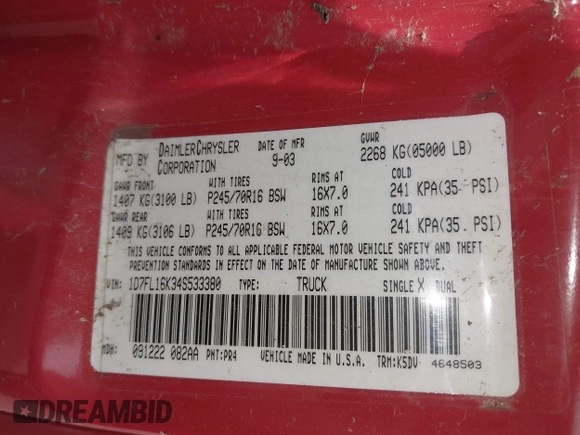 MFD BY DAIMLERCHRYSLER CORPORATION DATE OF MFR 9-03 GVWR 2268 KG(05000 LB)
GAWR FRONT WITH TIRES RIMS AT COLD
1407 KG(3100 LB) P245/70R16 BSW 16X7.0 241 KPA(35 PSI)
GAWR REAR WITH TIRES RIMS AT COLD
1409 KG(3106 LB) P245/70R16 BSW 16X7.0 241 KPA(35. PSI)
THIS VEHICLE CONFORMS TO ALL APPLICABLE FEDERAL MOTOR VEHICLE SAFETY AND THEFT
PREVENTION STANDARDS IN EFFECT ON THE DATE OF MANUFACTURE SHOWN ABOVE.
VIN: 1D7FL16K34S533380 TYPE: TRUCK SINGLE X DUAL
MDH: 091222 082AA PNT:PR4 VEHICLE MADE IN U.S.A. TRM:K5DV 4648503
DREAMBID